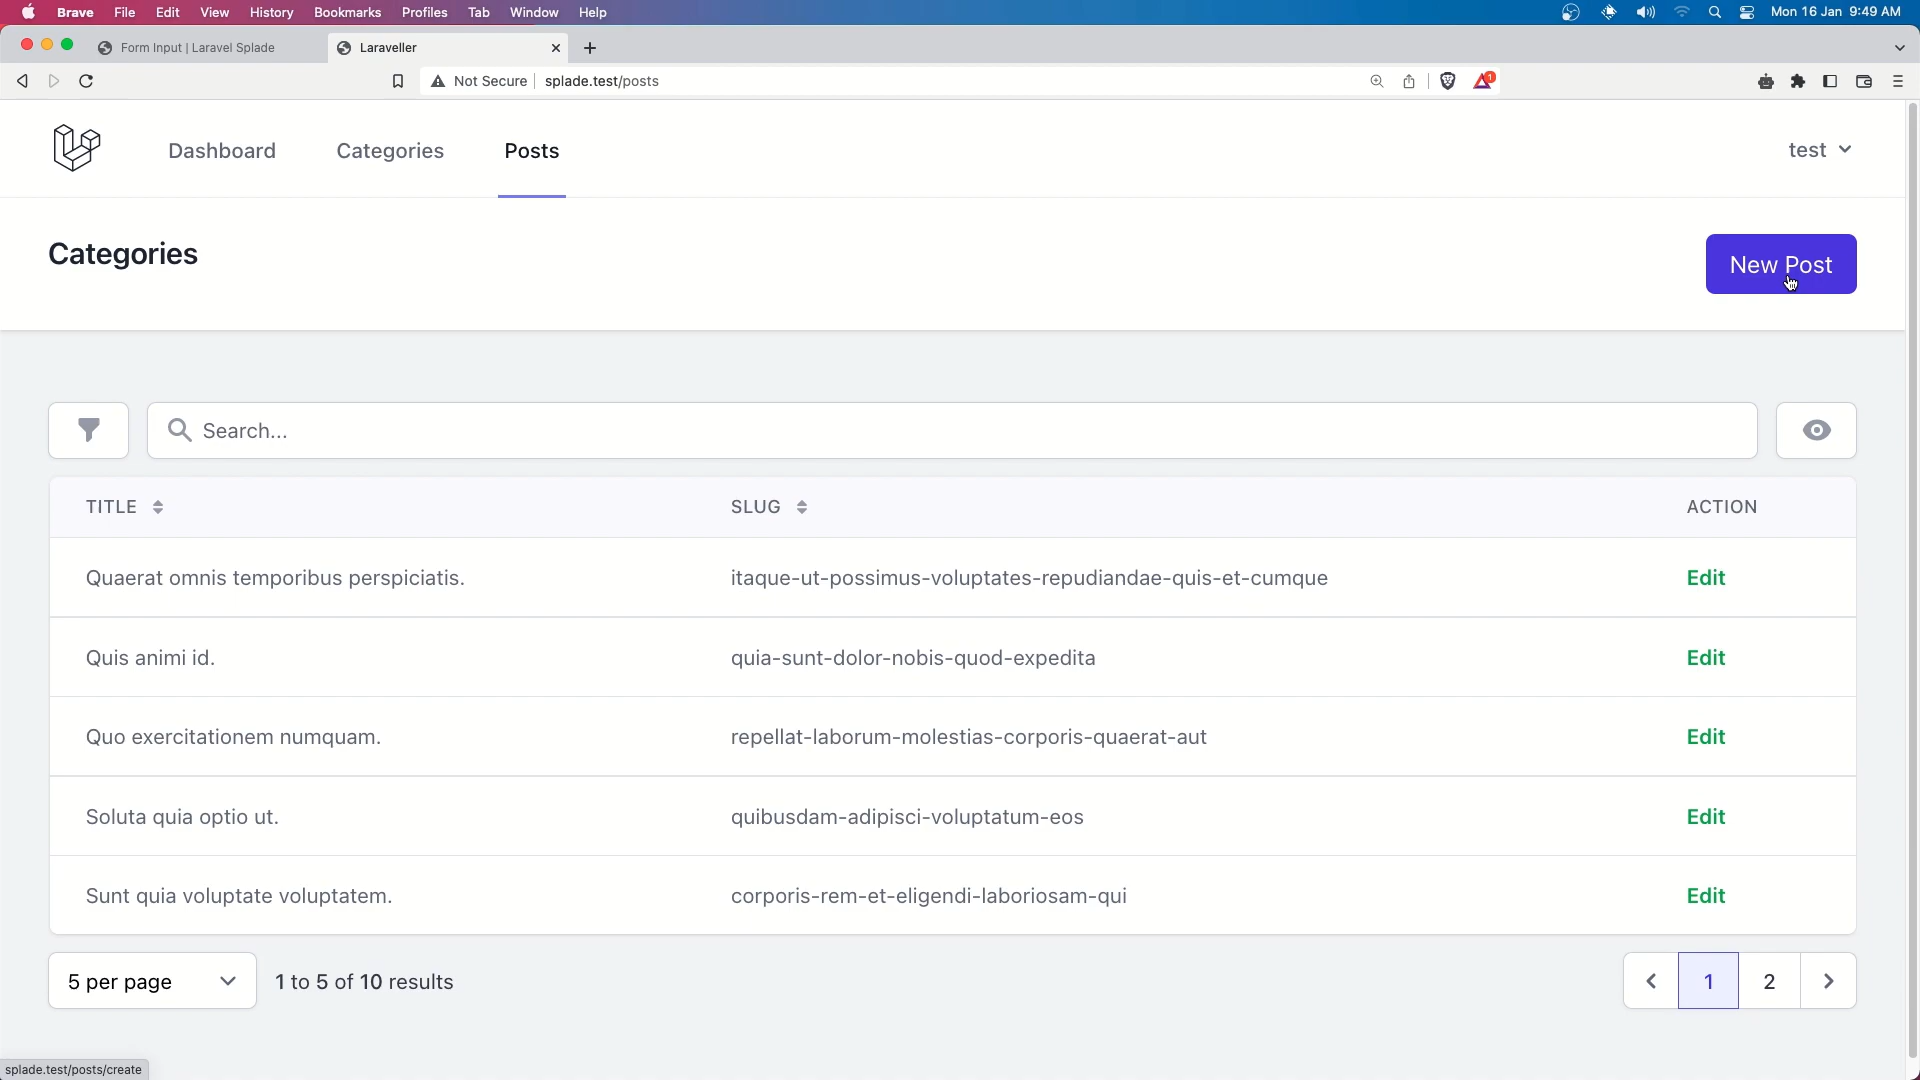 Brave File Edit View History Bookmarks Profiles Tab Window Help Mon 16 Jan 9:49 AM
Form Input | Laravel Splade Laraveller
Not Secure splade.test/posts 1
Dashboard Categories Posts test
Categories New Post
Search...
TITLE SLUG ACTION
Quaerat omnis temporibus perspiciatis. itaque-ut-possimus-voluptates-repudiandae-quis-et-cumque Edit
Quis animi id. quia-sunt-dolor-nobis-quod-expedita Edit
Quo exercitationem numquam. repellat-laborum-molestias-corporis-quaerat-aut Edit
Soluta quia optio ut. quibusdam-adipisci-voluptatum-eos Edit
Sunt quia voluptate voluptatem. corporis-rem-et-eligendi-laboriosam-qui Edit
5 per page 1 to 5 of 10 results 1 2
splade.test/posts/create